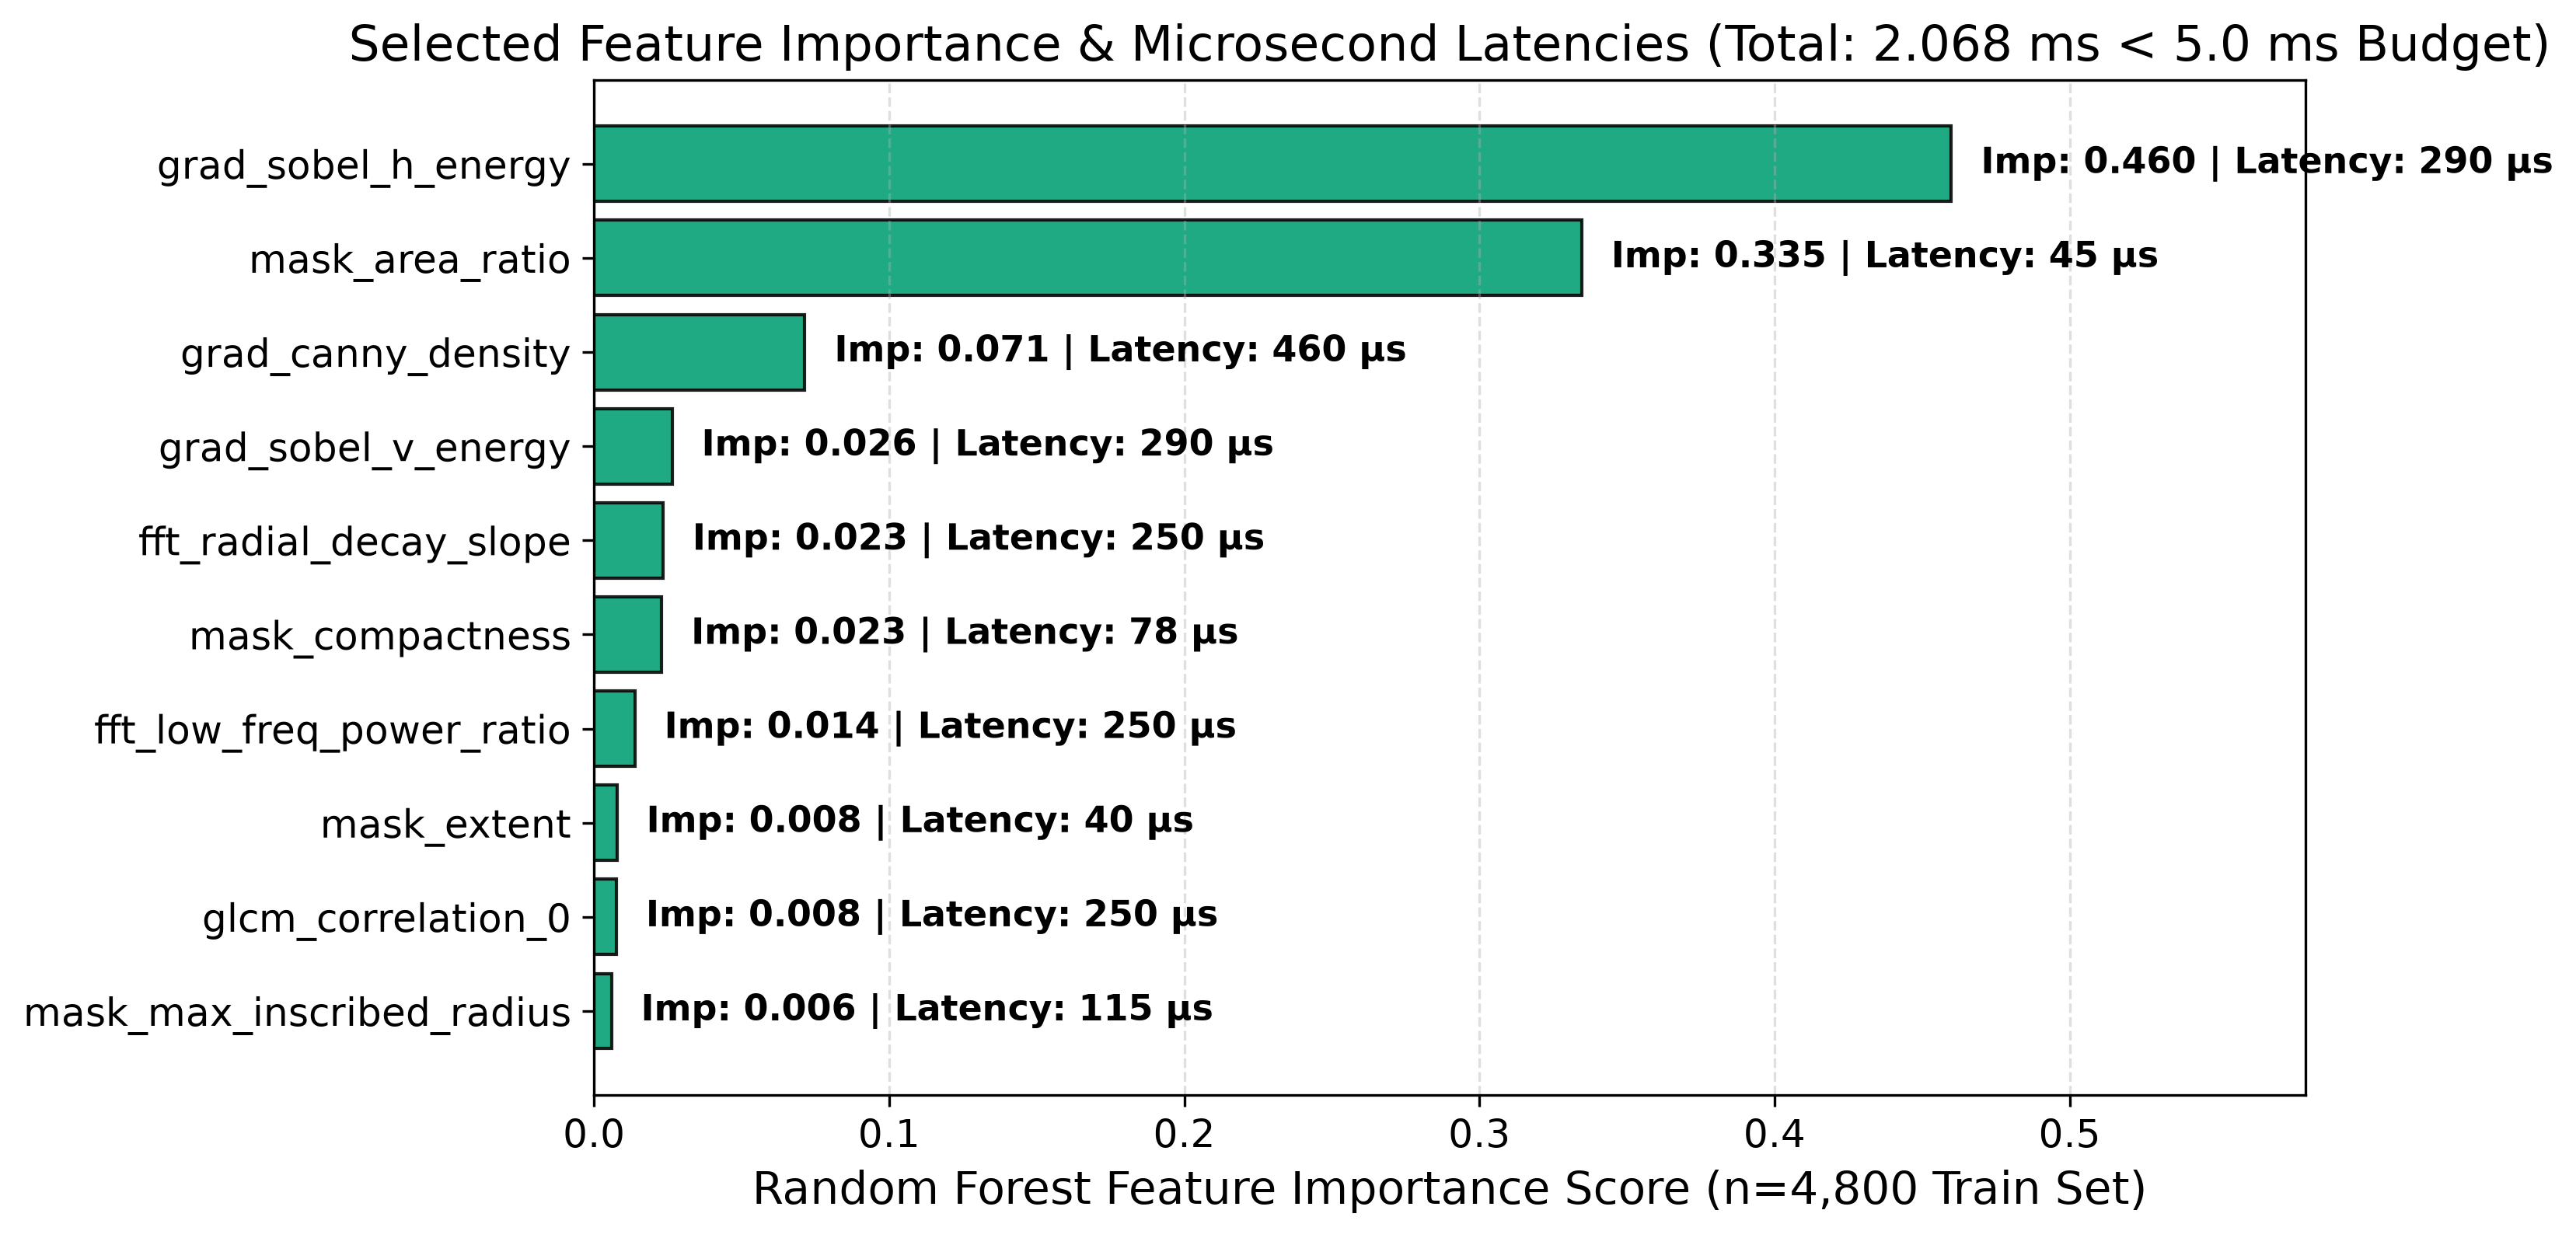 Selected Feature Importance & Microsecond Latencies (Total: 2.068 ms < 5.0 ms Budget)
grad_sobel_h_energy Imp: 0.460 | Latency: 290 µs
mask_area_ratio Imp: 0.335 | Latency: 45 µs
grad_canny_density Imp: 0.071 | Latency: 460 µs
grad_sobel_v_energy Imp: 0.026 | Latency: 290 µs
fft_radial_decay_slope Imp: 0.023 | Latency: 250 µs
mask_compactness Imp: 0.023 | Latency: 78 µs
fft_low_freq_power_ratio Imp: 0.014 | Latency: 250 µs
mask_extent Imp: 0.008 | Latency: 40 µs
glcm_correlation_0 Imp: 0.008 | Latency: 250 µs
mask_max_inscribed_radius Imp: 0.006 | Latency: 115 µs
0.0 0.1 0.2 0.3 0.4 0.5
Random Forest Feature Importance Score (n=4,800 Train Set)